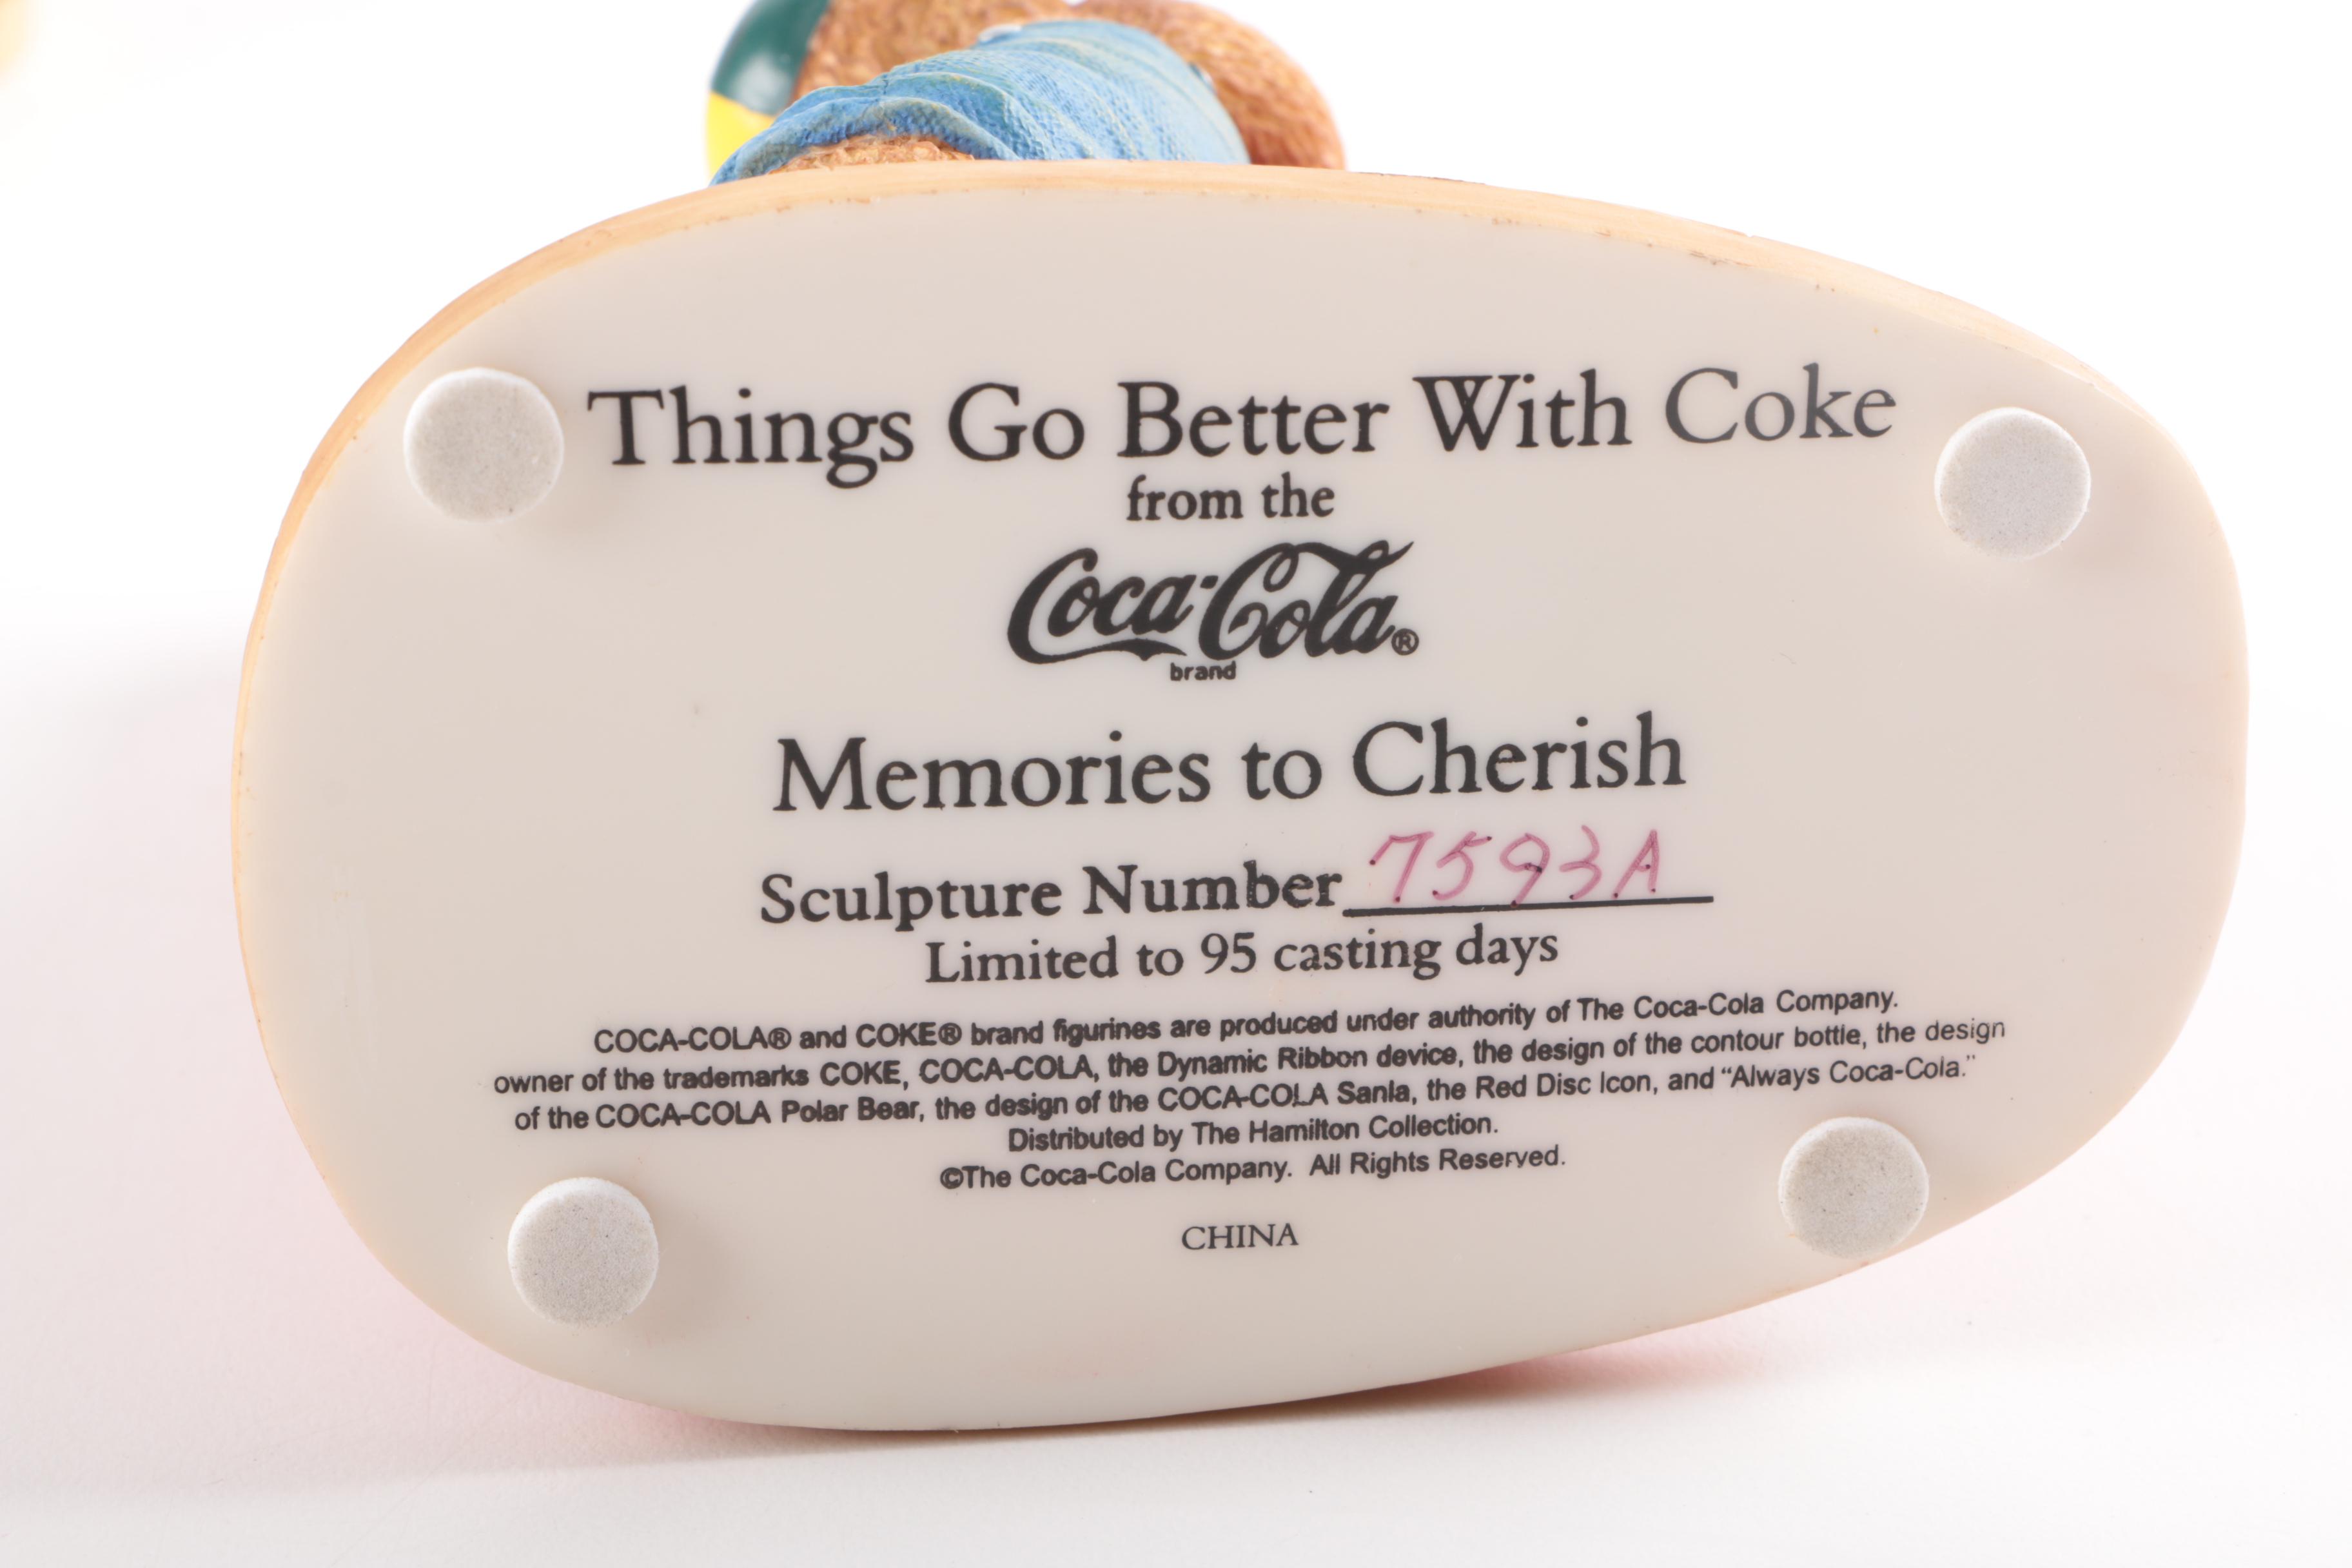 Things Go Better With Coke
from the
Coca-Cola®
brand
Memories to Cherish
Sculpture Number 7593A
Limited to 95 casting days
COCA-COLA® and COKE® brand figurines are produced under authority of The Coca-Cola Company.
owner of the trademarks COKE, COCA-COLA, the Dynamic Ribbon device, the design of the contour bottle, the design
of the COCA-COLA Polar Bear, the design of the COCA-COLA Santa, the Red Disc Icon, and “Always Coca-Cola.”
Distributed by The Hamilton Collection.
©The Coca-Cola Company. All Rights Reserved.
CHINA